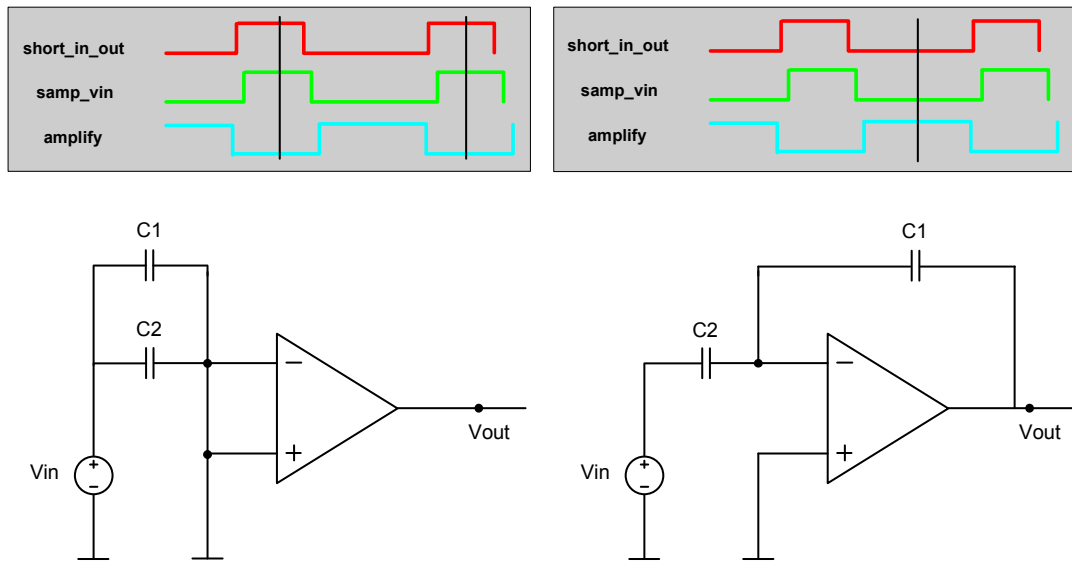 short_in_out
samp_vin
amplify
short_in_out
samp_vin
amplify
C1
C2
Vin
+
−
−
+
Vout
C1
C2
Vin
+
−
−
+
Vout